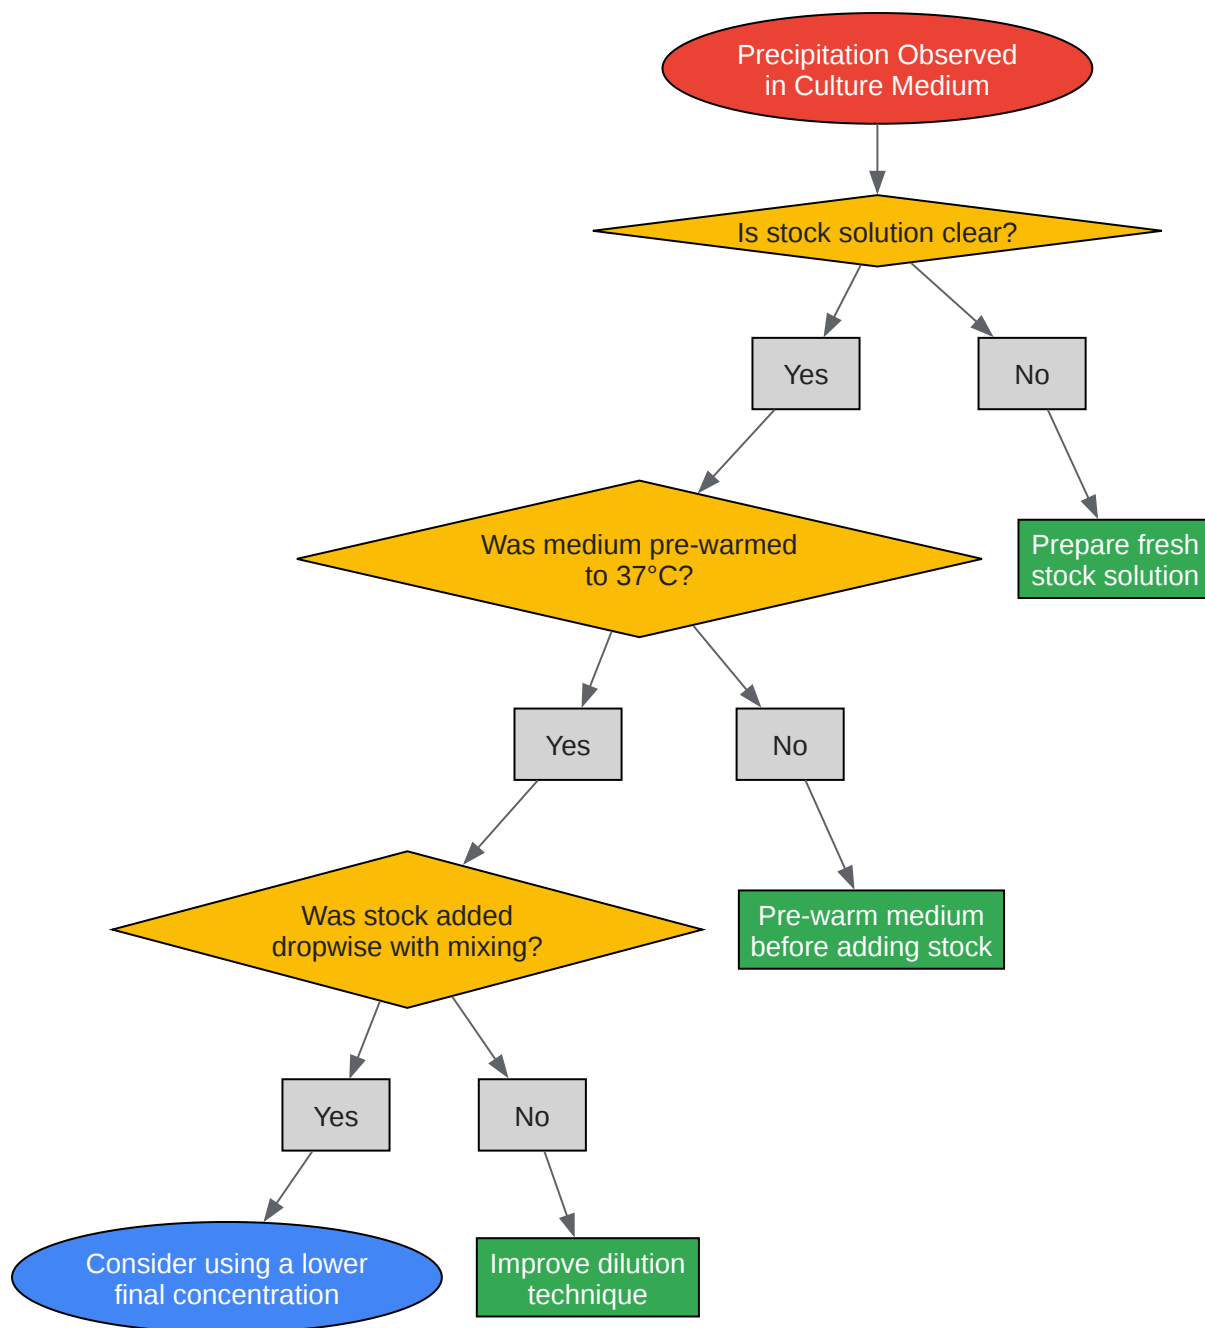 Precipitation Observed
in Culture Medium
Is stock solution clear?
Yes
No
Was medium pre-warmed
to 37°C?
Prepare fresh
stock solution
Yes
No
Was stock added
dropwise with mixing?
Pre-warm medium
before adding stock
Yes
No
Consider using a lower
final concentration
Improve dilution
technique